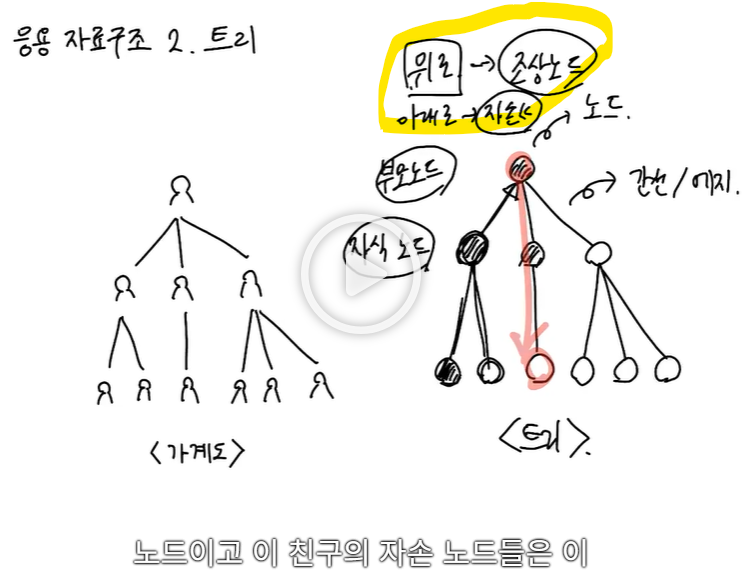 응용 자료구조 2. 트리
위로 → 조상노드
아래로 → 자손〃
노드.
부모노드
간선/에지.
자식 노드
<가계도>
<트리>.
노드이고 이 친구의 자손 노드들은 이